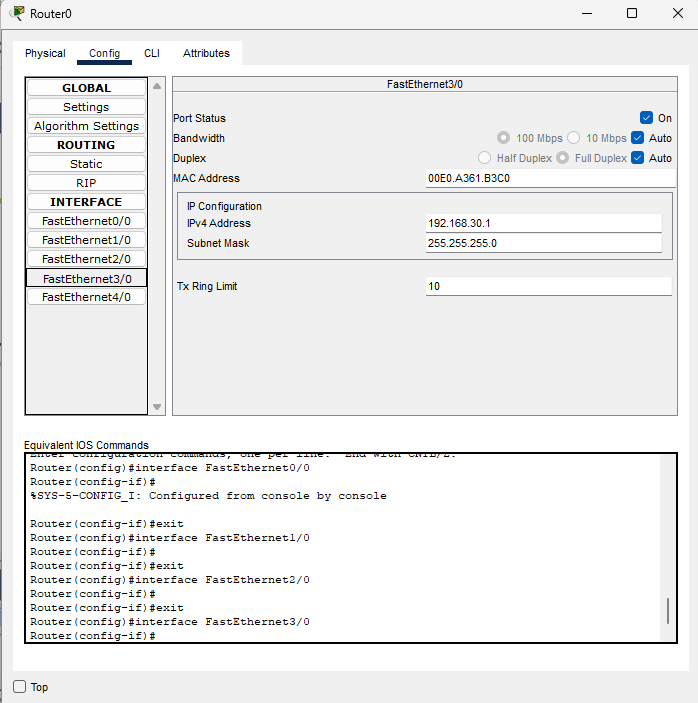 Router0
Physical Config CLI Attributes
GLOBAL
Settings
Algorithm Settings
ROUTING
Static
RIP
INTERFACE
FastEthernet0/0
FastEthernet1/0
FastEthernet2/0
FastEthernet3/0
FastEthernet4/0
FastEthernet3/0
Port Status On
Bandwidth 100 Mbps 10 Mbps Auto
Duplex Half Duplex Full Duplex Auto
MAC Address 00E0.A361.B3C0
IP Configuration
IPv4 Address 192.168.30.1
Subnet Mask 255.255.255.0
Tx Ring Limit 10
Equivalent IOS Commands
Enter configuration commands, one per line. End with CNTL/Z.
Router(config)#interface FastEthernet0/0
Router(config-if)#
%SYS-5-CONFIG_I: Configured from console by console
Router(config-if)#exit
Router(config)#interface FastEthernet1/0
Router(config-if)#
Router(config-if)#exit
Router(config)#interface FastEthernet2/0
Router(config-if)#
Router(config-if)#exit
Router(config)#interface FastEthernet3/0
Router(config-if)#
Top